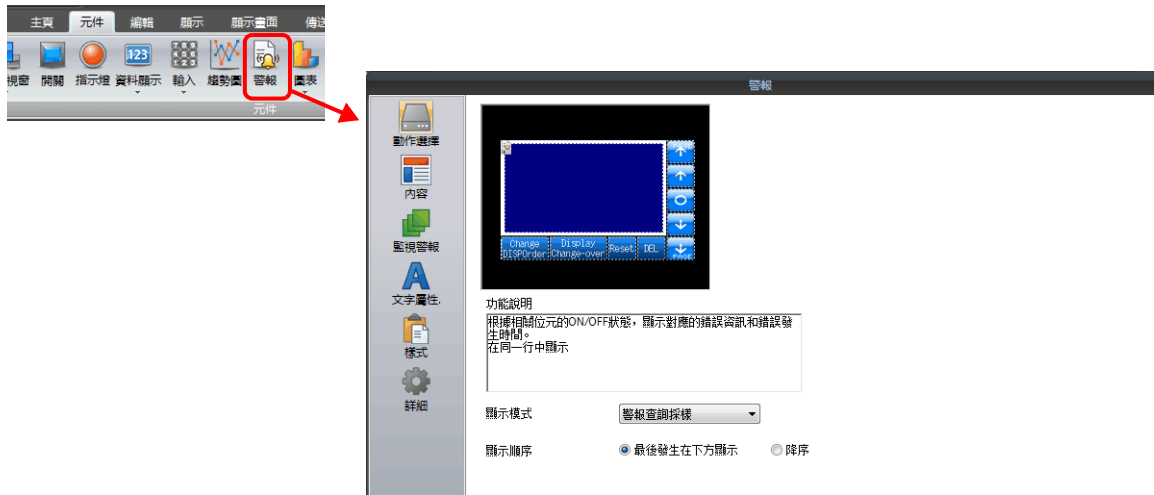 主頁 元件 編輯 顯示 顯示畫面 傳送
視窗 開關 指示燈 資料顯示 輸入 趨勢圖 警報 圖表
123
789
456
123
元件
警報
動作選擇
內容
監視警報
文字屬性.
樣式
詳細
Change
DISPOrder
Display
Change-over
Reset
DEL
PAGE
功能說明
根據相關位元的ON/OFF狀態，顯示對應的錯誤資訊和錯誤發
生時間。
在同一行中顯示
顯示模式 警報查詢採樣
顯示順序 最後發生在下方顯示 降序